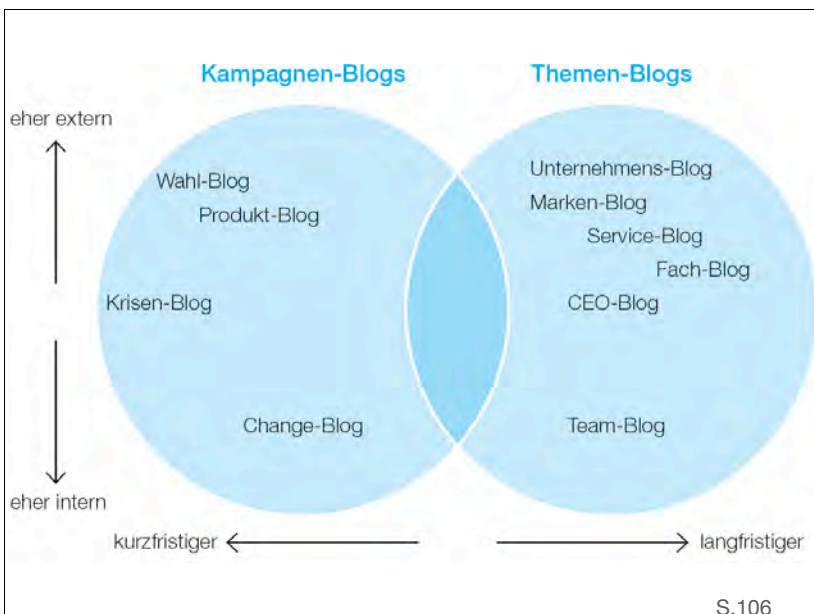 Kampagnen-Blogs
Themen-Blogs
eher extern
Wahl-Blog
Produkt-Blog
Krisen-Blog
Change-Blog
Unternehmens-Blog
Marken-Blog
Service-Blog
Fach-Blog
CEO-Blog
Team-Blog
eher intern
kurzfristiger
langfristiger
S.106